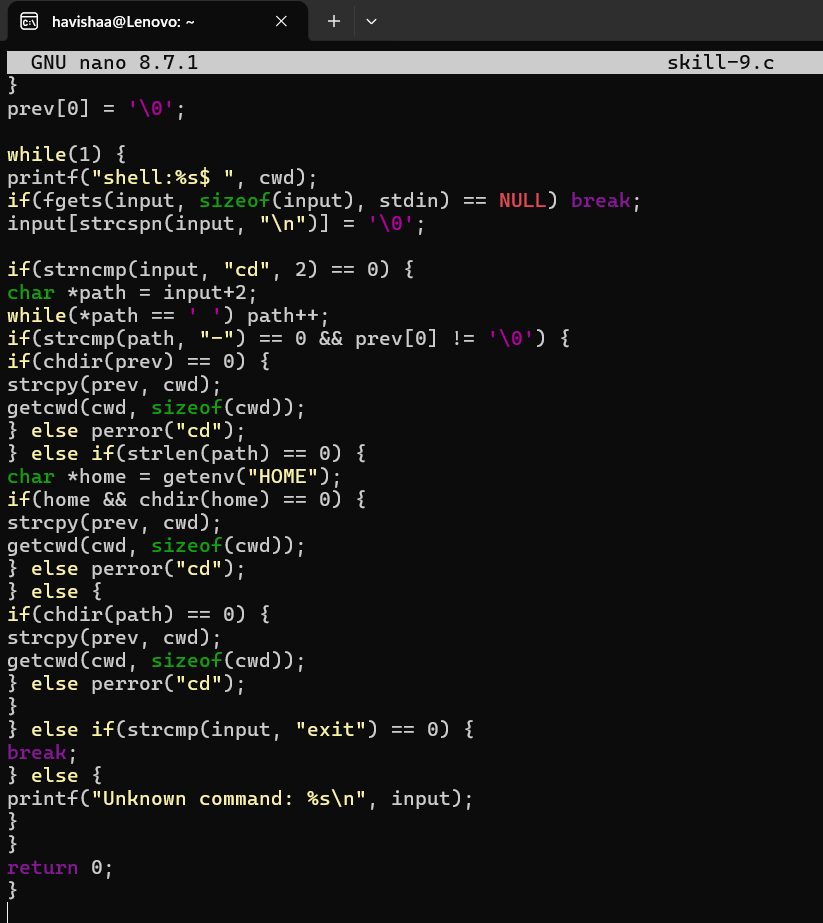 havishaa@Lenovo: ~
GNU nano 8.7.1 skill-9.c
}
prev[0] = '\0';
while(1) {
printf("shell:%s$ ", cwd);
if(fgets(input, sizeof(input), stdin) == NULL) break;
input[strcspn(input, "\n")] = '\0';
if(strncmp(input, "cd", 2) == 0) {
char *path = input+2;
while(*path == ' ') path++;
if(strcmp(path, "-") == 0 && prev[0] != '\0') {
if(chdir(prev) == 0) {
strcpy(prev, cwd);
getcwd(cwd, sizeof(cwd));
} else perror("cd");
} else if(strlen(path) == 0) {
char *home = getenv("HOME");
if(home && chdir(home) == 0) {
strcpy(prev, cwd);
getcwd(cwd, sizeof(cwd));
} else perror("cd");
} else {
if(chdir(path) == 0) {
strcpy(prev, cwd);
getcwd(cwd, sizeof(cwd));
} else perror("cd");
}
} else if(strcmp(input, "exit") == 0) {
break;
} else {
printf("Unknown command: %s\n", input);
}
}
return 0;
}